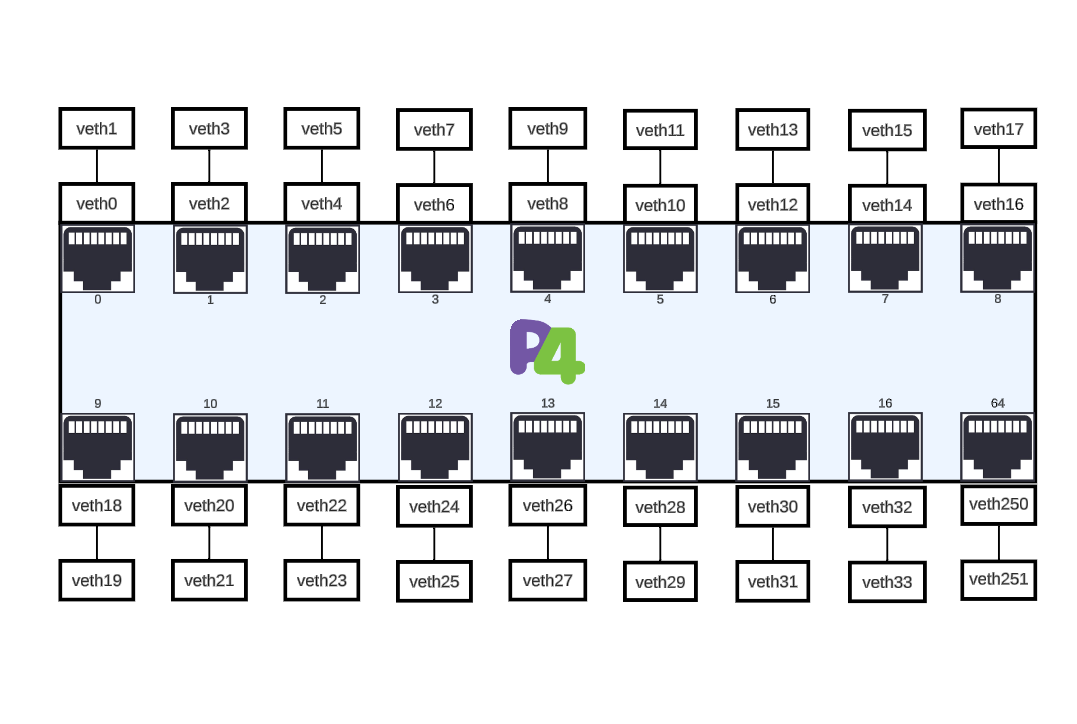 veth1 veth3 veth5 veth7 veth9 veth11 veth13 veth15 veth17
veth0 veth2 veth4 veth6 veth8 veth10 veth12 veth14 veth16
0 1 2 3 4 5 6 7 8
P4
9 10 11 12 13 14 15 16 64
veth18 veth20 veth22 veth24 veth26 veth28 veth30 veth32 veth250
veth19 veth21 veth23 veth25 veth27 veth29 veth31 veth33 veth251